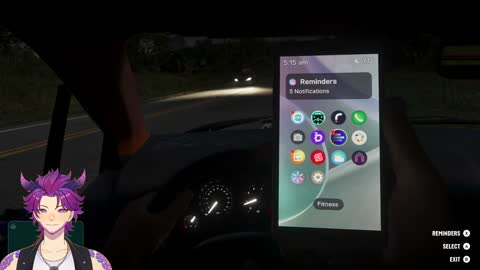 5:15 am
Reminders
5 Notifications
Fitness
REMINDERS
SELECT
EXIT